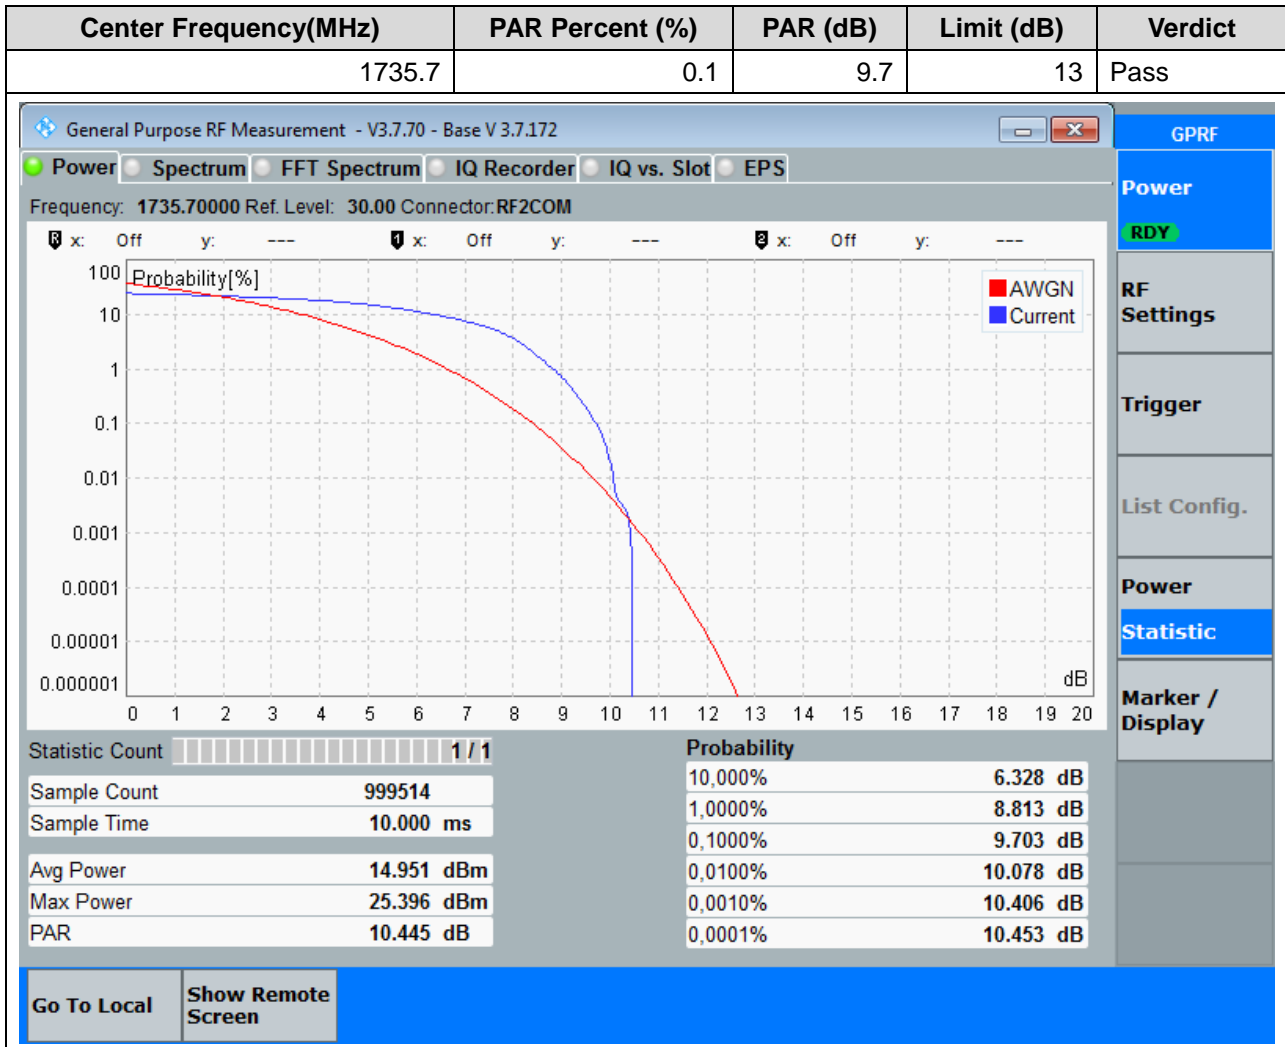 Center Frequency(MHz) PAR Percent (%) PAR (dB) Limit (dB) Verdict
1735.7 0.1 9.7 13 Pass
General Purpose RF Measurement - V3.7.70 - Base V 3.7.172
GPRF
Power Spectrum FFT Spectrum IQ Recorder IQ vs. Slot EPS
Frequency: 1735.70000 Ref. Level: 30.00 Connector:RF2COM
R x: Off y: --- 1 x: Off y: --- 2 x: Off y: ---
Probability[%]
AWGN
Current
100
10
1
0.1
0.01
0.001
0.0001
0.00001
0.000001
dB
0 1 2 3 4 5 6 7 8 9 10 11 12 13 14 15 16 17 18 19 20
Statistic Count 1 / 1
Sample Count 999514
Sample Time 10.000 ms
Avg Power 14.951 dBm
Max Power 25.396 dBm
PAR 10.445 dB
Probability
10,000% 6.328 dB
1,0000% 8.813 dB
0,1000% 9.703 dB
0,0100% 10.078 dB
0,0010% 10.406 dB
0,0001% 10.453 dB
Power
RDY
RF
Settings
Trigger
List Config.
Power
Statistic
Marker /
Display
Go To Local
Show Remote
Screen